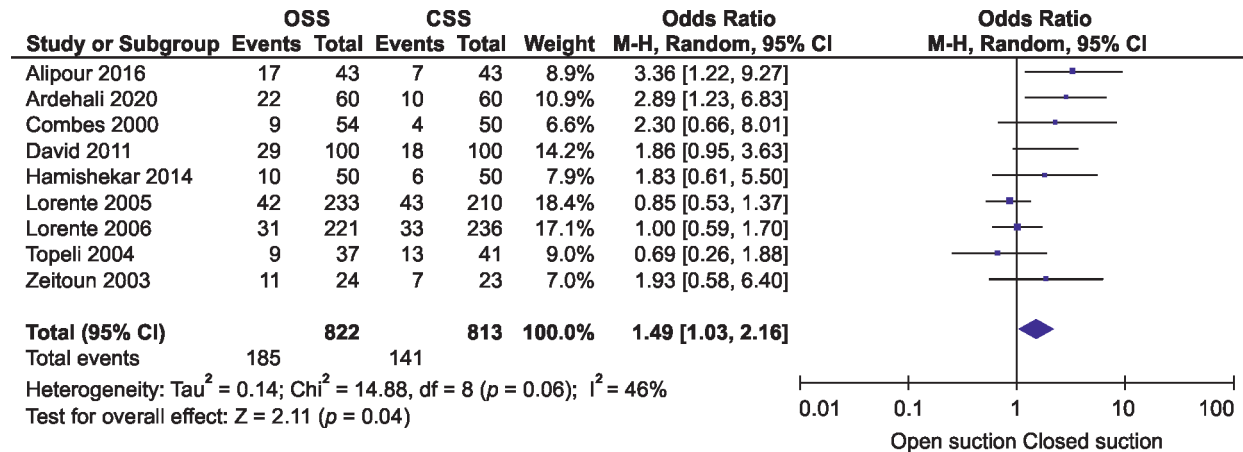 OSS CSS Odds Ratio Odds Ratio
Study or Subgroup Events Total Events Total Weight M-H, Random, 95% CI M-H, Random, 95% CI
Alipour 2016 17 43 7 43 8.9% 3.36 [1.22, 9.27]
Ardehali 2020 22 60 10 60 10.9% 2.89 [1.23, 6.83]
Combes 2000 9 54 4 50 6.6% 2.30 [0.66, 8.01]
David 2011 29 100 18 100 14.2% 1.86 [0.95, 3.63]
Hamishekar 2014 10 50 6 50 7.9% 1.83 [0.61, 5.50]
Lorente 2005 42 233 43 210 18.4% 0.85 [0.53, 1.37]
Lorente 2006 31 221 33 236 17.1% 1.00 [0.59, 1.70]
Topeli 2004 9 37 13 41 9.0% 0.69 [0.26, 1.88]
Zeitoun 2003 11 24 7 23 7.0% 1.93 [0.58, 6.40]
Total (95% CI) 822 813 100.0% 1.49 [1.03, 2.16]
Total events 185 141
Heterogeneity: Tau² = 0.14; Chi² = 14.88, df = 8 (p = 0.06); I² = 46%
Test for overall effect: Z = 2.11 (p = 0.04)
0.01 0.1 1 10 100
Open suction Closed suction